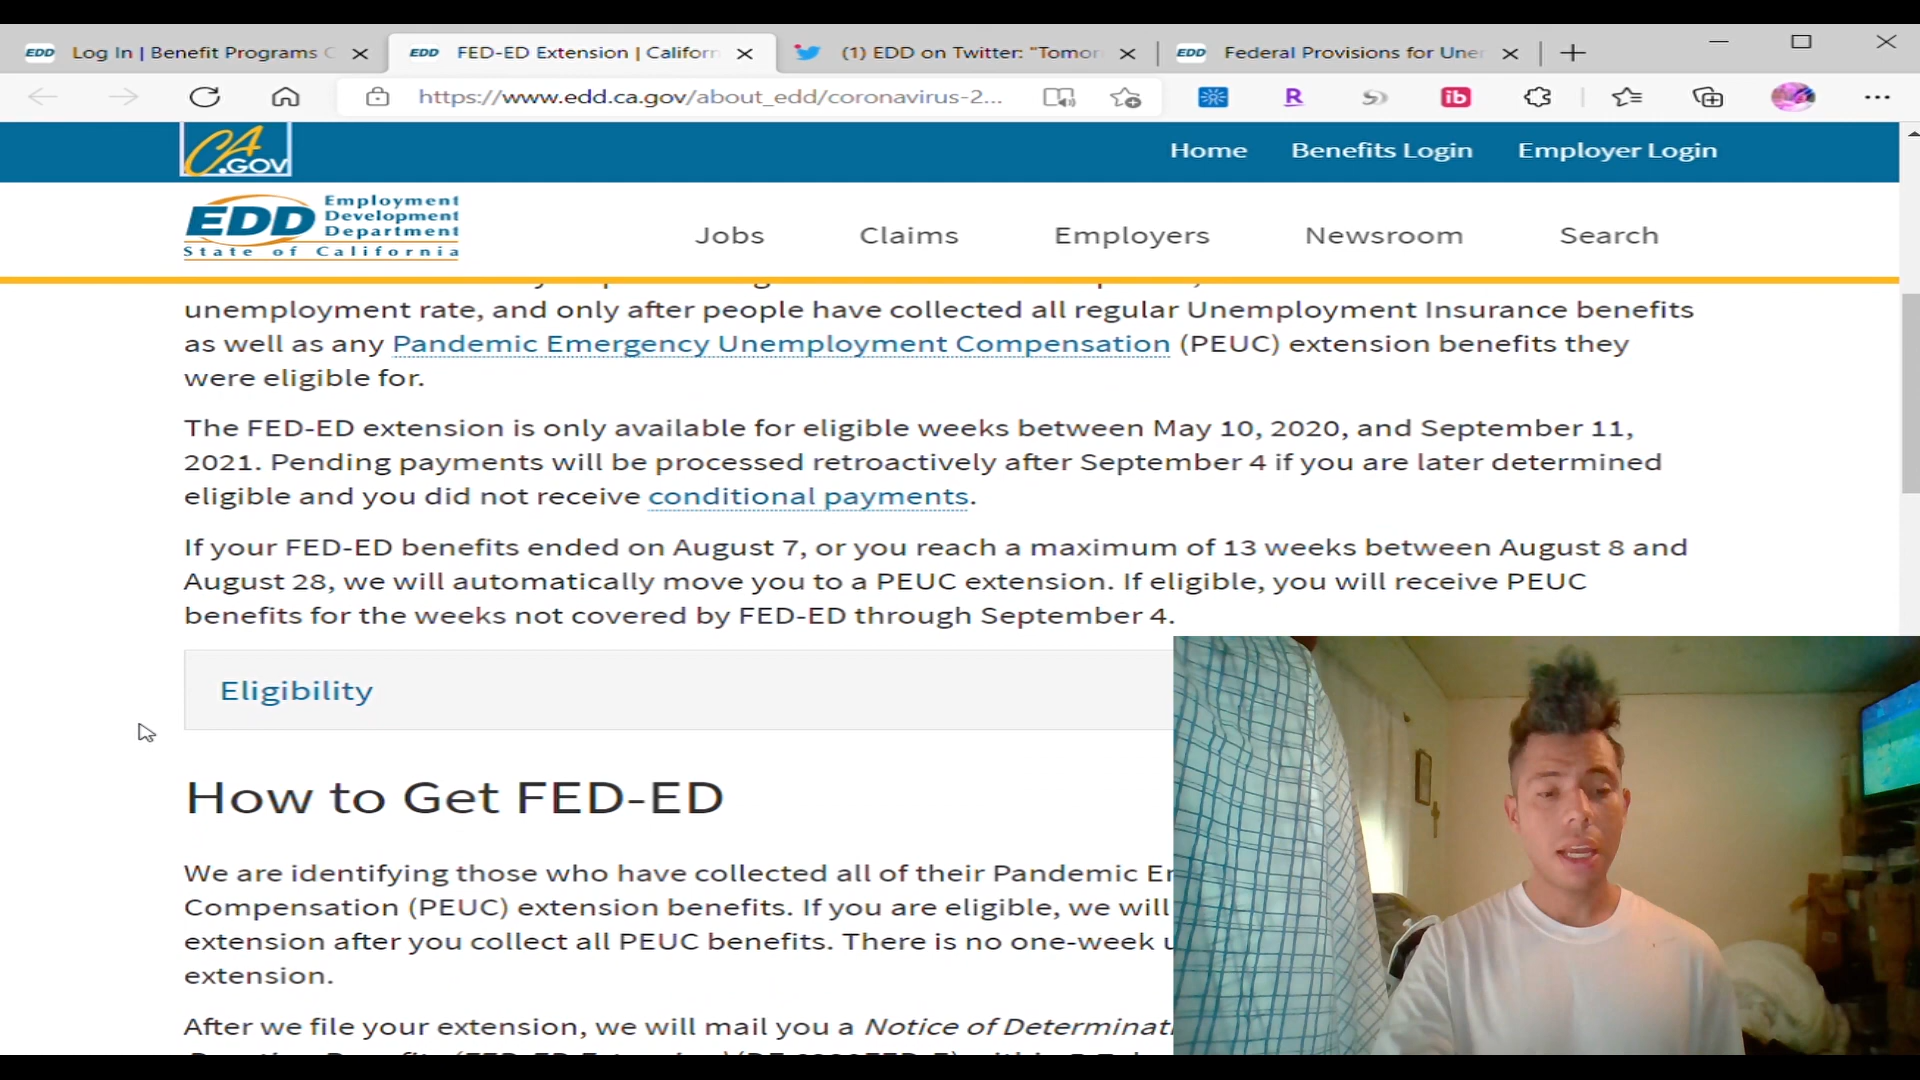 EDD Log In | Benefit Programs
EDD FED-ED Extension | Californ
(1) EDD on Twitter: "Tomor
EDD Federal Provisions for Une
https://www.edd.ca.gov/about_edd/coronavirus-2...
R
ib
CA
.GOV
Home Benefits Login Employer Login
EDD Employment
Development
Department
State of California
Jobs Claims Employers Newsroom Search
unemployment rate, and only after people have collected all regular Unemployment Insurance benefits
as well as any Pandemic Emergency Unemployment Compensation (PEUC) extension benefits they
were eligible for.
The FED-ED extension is only available for eligible weeks between May 10, 2020, and September 11,
2021. Pending payments will be processed retroactively after September 4 if you are later determined
eligible and you did not receive conditional payments.
If your FED-ED benefits ended on August 7, or you reach a maximum of 13 weeks between August 8 and
August 28, we will automatically move you to a PEUC extension. If eligible, you will receive PEUC
benefits for the weeks not covered by FED-ED through September 4.
Eligibility
How to Get FED-ED
We are identifying those who have collected all of their Pandemic
Compensation (PEUC) extension benefits. If you are eligible, we will
extension after you collect all PEUC benefits. There is no one-week
extension.
After we file your extension, we will mail you a Notice of Determinati